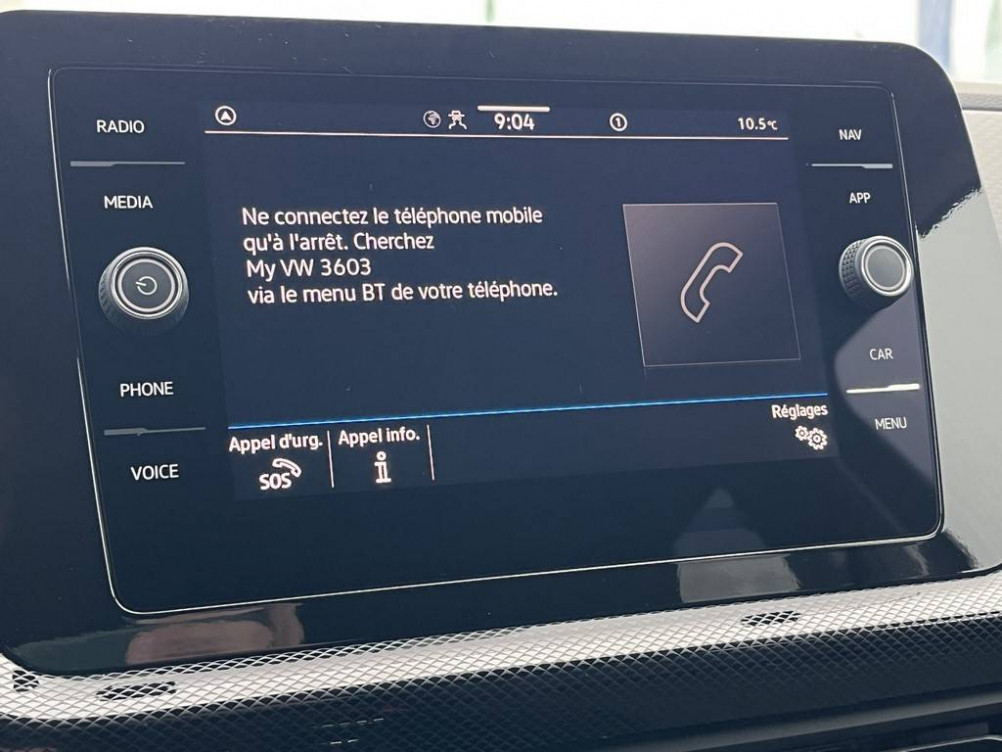 RADIO
MEDIA
PHONE
VOICE
9:04
1
10.5°C
Ne connectez le téléphone mobile
qu'à l'arrêt. Cherchez
My VW 3603
via le menu BT de votre téléphone.
Appel d'urg.
SOS
Appel info.
i
Réglages
NAV
APP
CAR
MENU